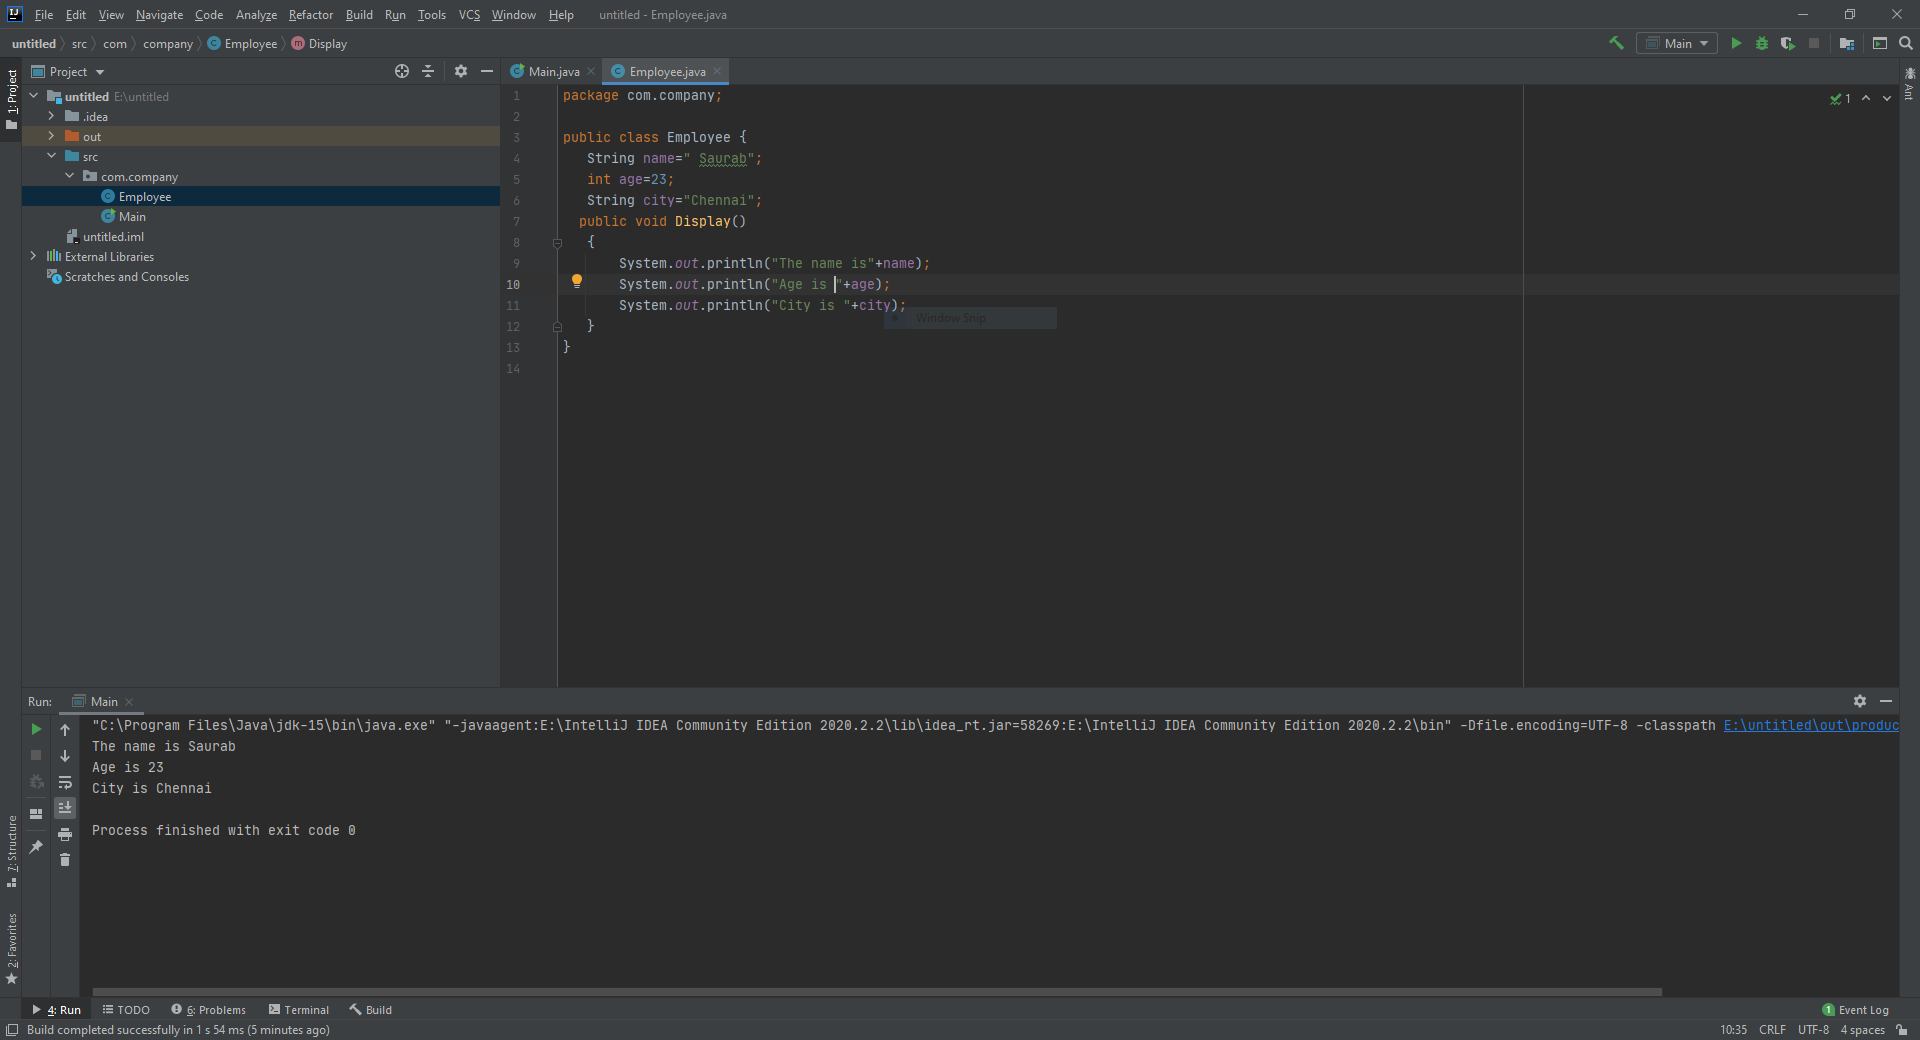 File Edit View Navigate Code Analyze Refactor Build Run Tools VCS Window Help untitled - Employee.java
untitled src com company Employee Display Main
1: Project
Project
Main.java Employee.java
Ant
untitled E:\untitled
.idea
out
src
com.company
Employee
Main
untitled.iml
External Libraries
Scratches and Consoles
1 package com.company;
1
2
3 public class Employee {
4 String name=" Saurab";
5 int age=23;
6 String city="Chennai";
7 public void Display()
8 {
9 System.out.println("The name is"+name);
10 System.out.println("Age is "+age);
11 System.out.println("City is "+city);
Window Snip
12 }
13 }
14
Run: Main
"C:\Program Files\Java\jdk-15\bin\java.exe" "-javaagent:E:\IntelliJ IDEA Community Edition 2020.2.2\lib\idea_rt.jar=58269:E:\IntelliJ IDEA Community Edition 2020.2.2\bin" -Dfile.encoding=UTF-8 -classpath E:\untitled\out\produc
The name is Saurab
Age is 23
City is Chennai
Process finished with exit code 0
7: Structure
2: Favorites
4: Run TODO 6: Problems Terminal Build 1 Event Log
Build completed successfully in 1 s 54 ms (5 minutes ago) 10:35 CRLF UTF-8 4 spaces